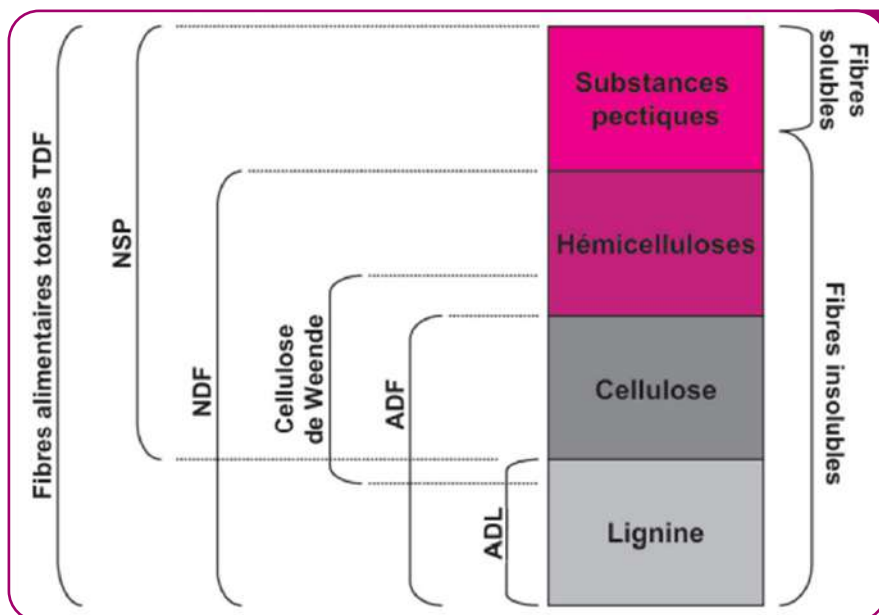 Fibres alimentaires totales TDF
NSP
NDF
Cellulose
de Weende
ADF
ADL
Substances
pectiques
Hémicelluloses
Cellulose
Lignine
Fibres
solubles
Fibres insolubles